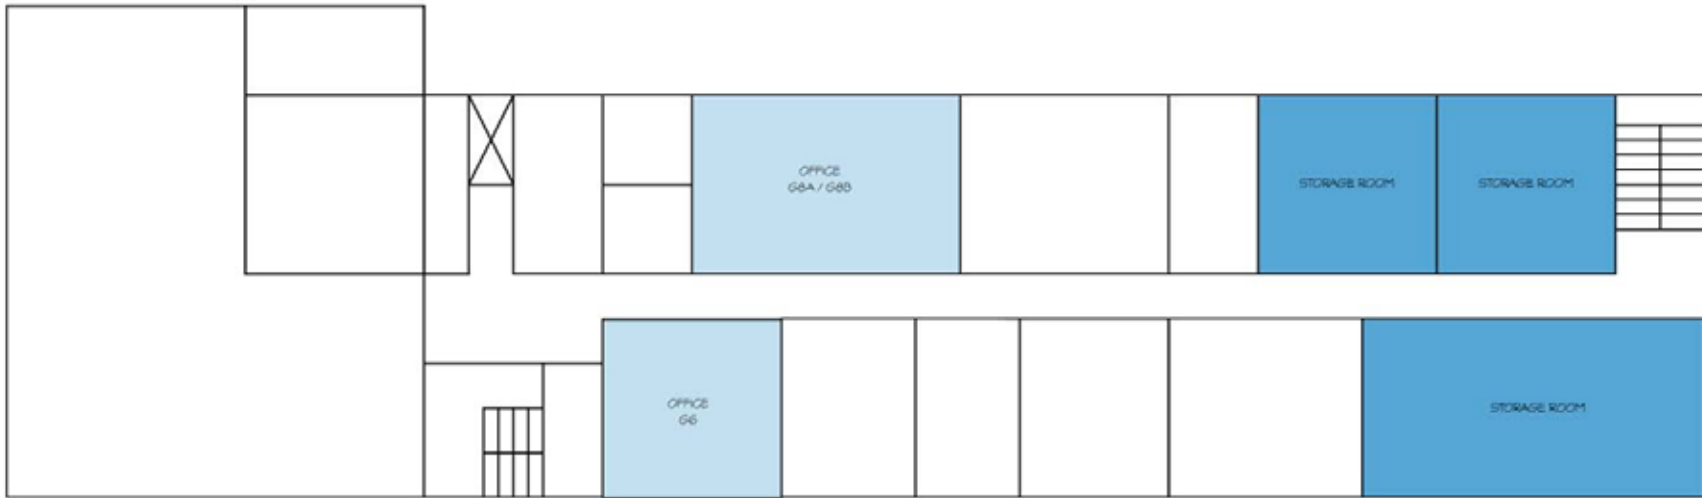 OFFICE
G8A / G8B
STORAGE ROOM
STORAGE ROOM
OFFICE
G6
STORAGE ROOM